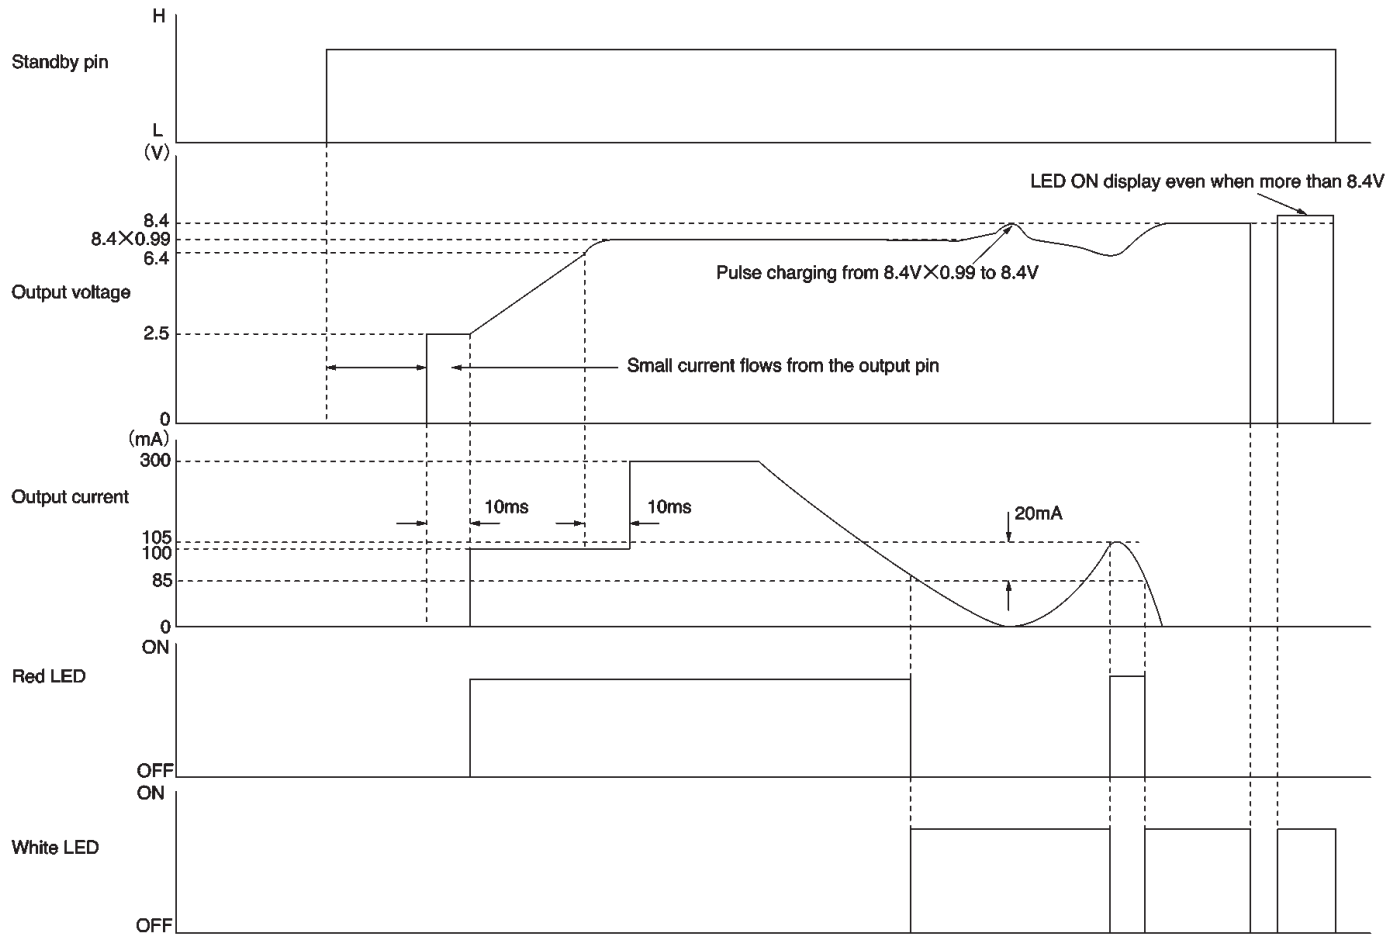 H
Standby pin
L
(V)
LED ON display even when more than 8.4V
8.4
8.4×0.99
6.4
Pulse charging from 8.4V×0.99 to 8.4V
Output voltage
2.5
Small current flows from the output pin
0
(mA)
300
Output current
10ms
10ms
20mA
105
100
85
0
ON
Red LED
OFF
ON
White LED
OFF